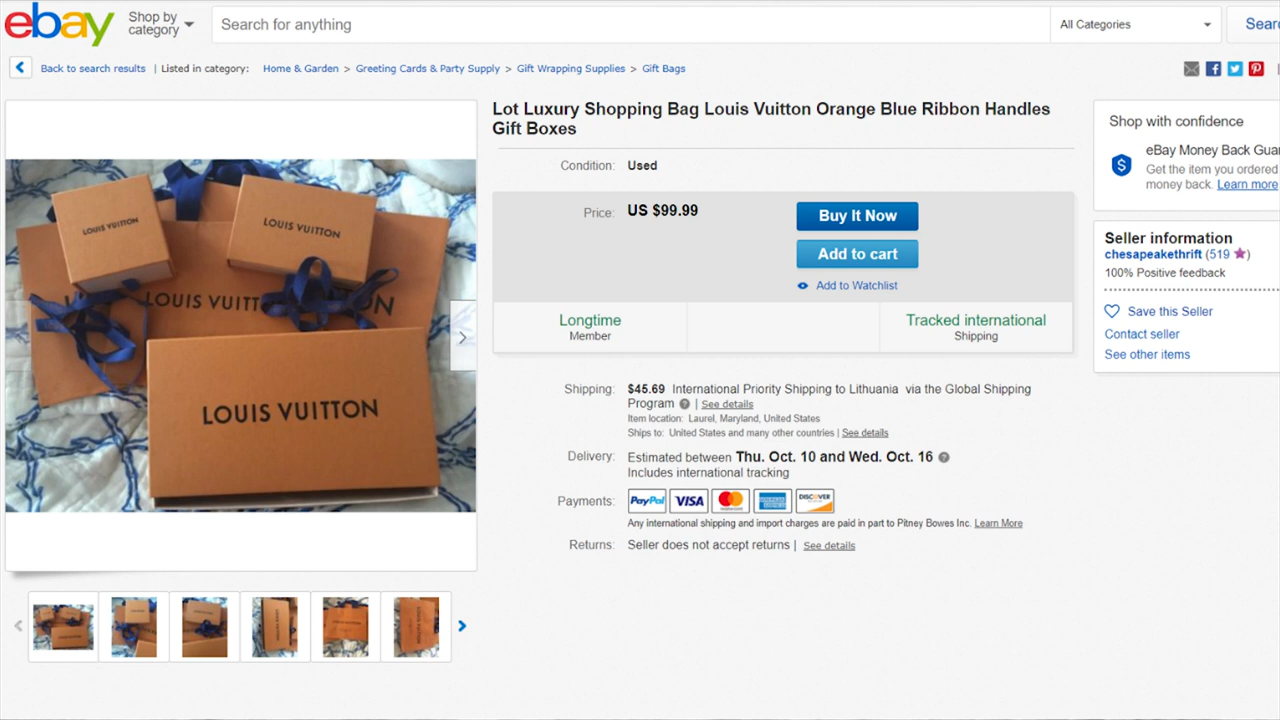 ebay
Shop by
category
Search for anything
All Categories
Back to search results | Listed in category: Home & Garden > Greeting Cards & Party Supply > Gift Wrapping Supplies > Gift Bags
Lot Luxury Shopping Bag Louis Vuitton Orange Blue Ribbon Handles
Gift Boxes
Condition: Used
Price: US $99.99
Buy It Now
Add to cart
Add to Watchlist
Longtime
Member
Tracked international
Shipping
Shipping: $45.69 International Priority Shipping to Lithuania via the Global Shipping
Program ? | See details
Item location: Laurel, Maryland, United States
Ships to: United States and many other countries | See details
Delivery: Estimated between Thu. Oct. 10 and Wed. Oct. 16 ?
Includes international tracking
Payments: PayPal VISA mastercard DISCOVER
Any international shipping and import charges are paid in part to Pitney Bowes Inc. Learn More
Returns: Seller does not accept returns | See details
Shop with confidence
eBay Money Back
Get the item you ordered
money back. Learn more
Seller information
chesapeakethrift (519)
100% Positive feedback
Save this Seller
Contact seller
See other items
LOUIS VUITTON
LOUIS VUITTON
LOUIS
LOUIS VUITTON